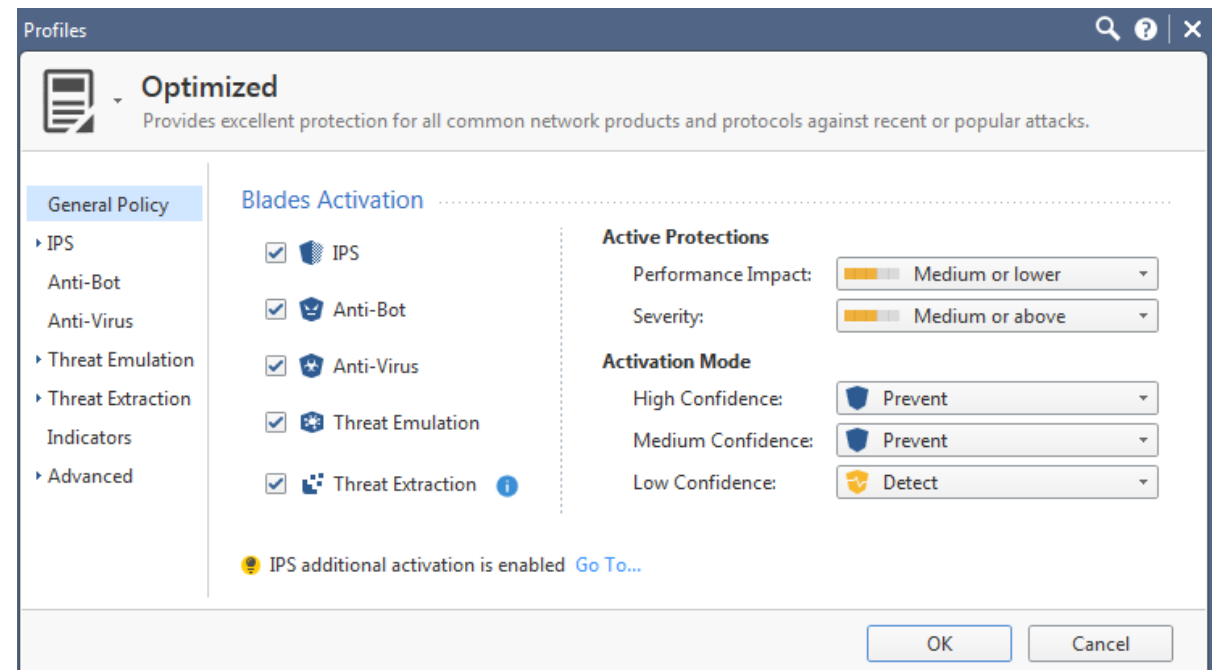 Profiles
Optimized
Provides excellent protection for all common network products and protocols against recent or popular attacks.
General Policy
IPS
Anti-Bot
Anti-Virus
Threat Emulation
Threat Extraction
Indicators
Advanced
Blades Activation
IPS
Anti-Bot
Anti-Virus
Threat Emulation
Threat Extraction
Active Protections
Performance Impact: Medium or lower
Severity: Medium or above
Activation Mode
High Confidence: Prevent
Medium Confidence: Prevent
Low Confidence: Detect
IPS additional activation is enabled Go To...
OK Cancel